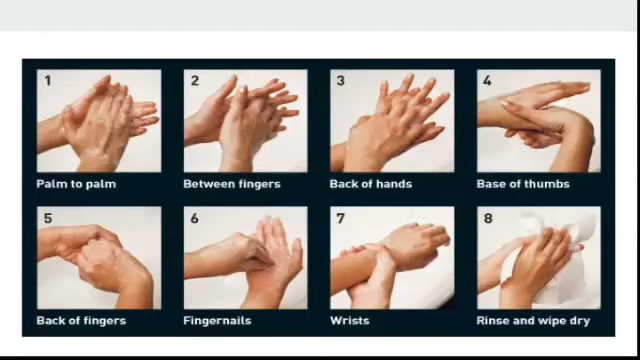 1
2
3
4
Palm to palm
Between fingers
Back of hands
Base of thumbs
5
6
7
8
Back of fingers
Fingernails
Wrists
Rinse and wipe dry